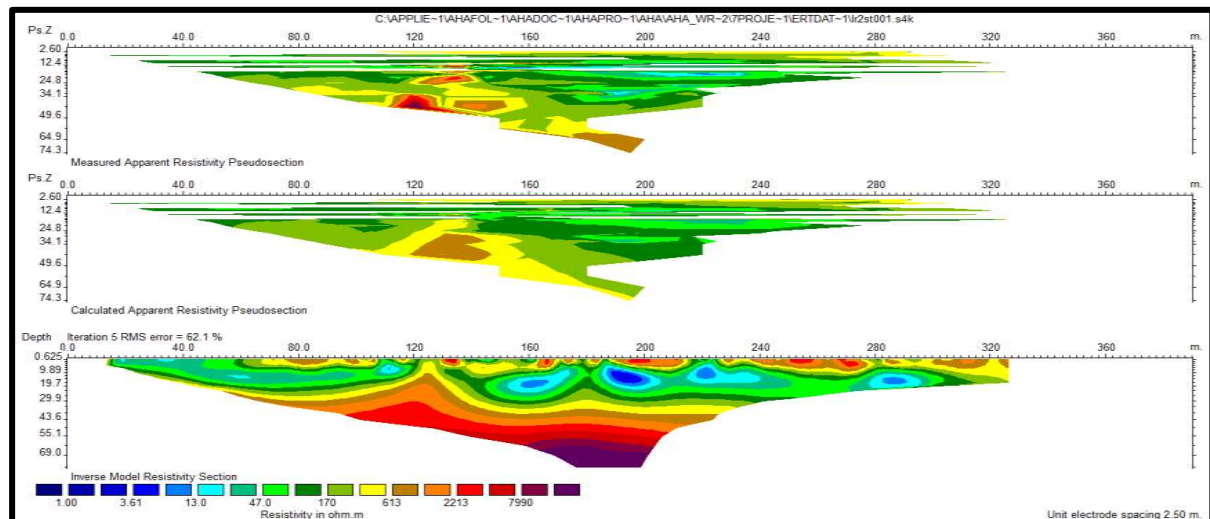 C:\APPLIE~1\AHAFOL~1\AHADOC~1\AHAPRO~1\AHA\AHA_WR~2\7PROJE~1\ERTDAT~1\lr2st001.s4k
Ps.Z 0.0 40.0 80.0 120 160 200 240 280 320 360 m.
2.60
12.4
24.8
34.1
49.6
64.9
74.3
Measured Apparent Resistivity Pseudosection
Ps.Z 0.0 40.0 80.0 120 160 200 240 280 320 360 m.
2.60
12.4
24.8
34.1
49.6
64.9
74.3
Calculated Apparent Resistivity Pseudosection
Depth Iteration 5 RMS error = 62.1 %
0.0 40.0 80.0 120 160 200 240 280 320 360 m.
0.625
9.89
19.7
29.9
43.6
55.1
69.0
Inverse Model Resistivity Section
1.00 3.61 13.0 47.0 170 613 2213 7990
Resistivity in ohm.m Unit electrode spacing 2.50 m.